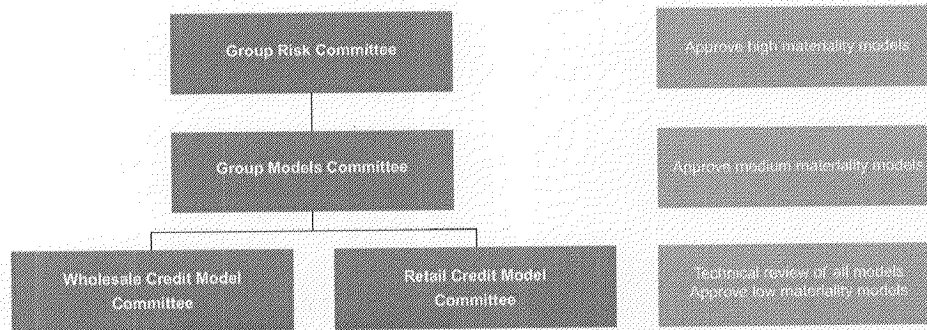 Group Risk Committee
Approve high materiality models
Group Models Committee
Approve medium materiality models
Wholesale Credit Model
Committee
Retail Credit Model
Committee
Technical review of all models
Approve low materiality models